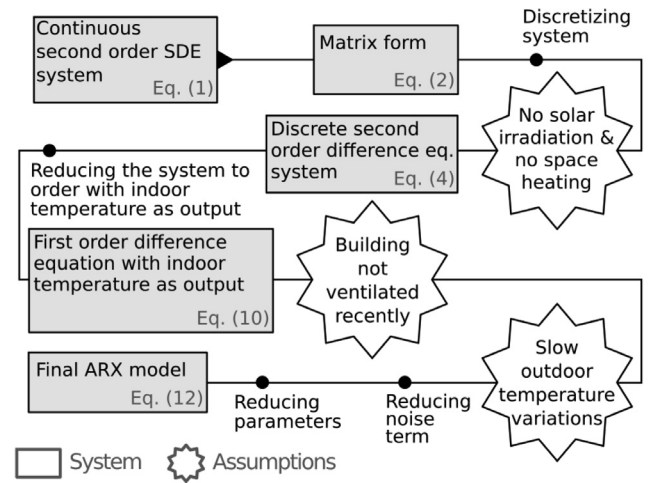 Continuous
second order SDE
system
Eq. (1)
Matrix form
Eq. (2)
Discretizing
system
No solar
irradiation &
no space
heating
Discrete second
order difference eq.
system
Eq. (4)
Reducing the system to
order with indoor
temperature as output
First order difference
equation with indoor
temperature as output
Eq. (10)
Building
not
ventilated
recently
Slow
outdoor
temperature
variations
Reducing
noise
term
Reducing
parameters
Final ARX model
Eq. (12)
System
Assumptions